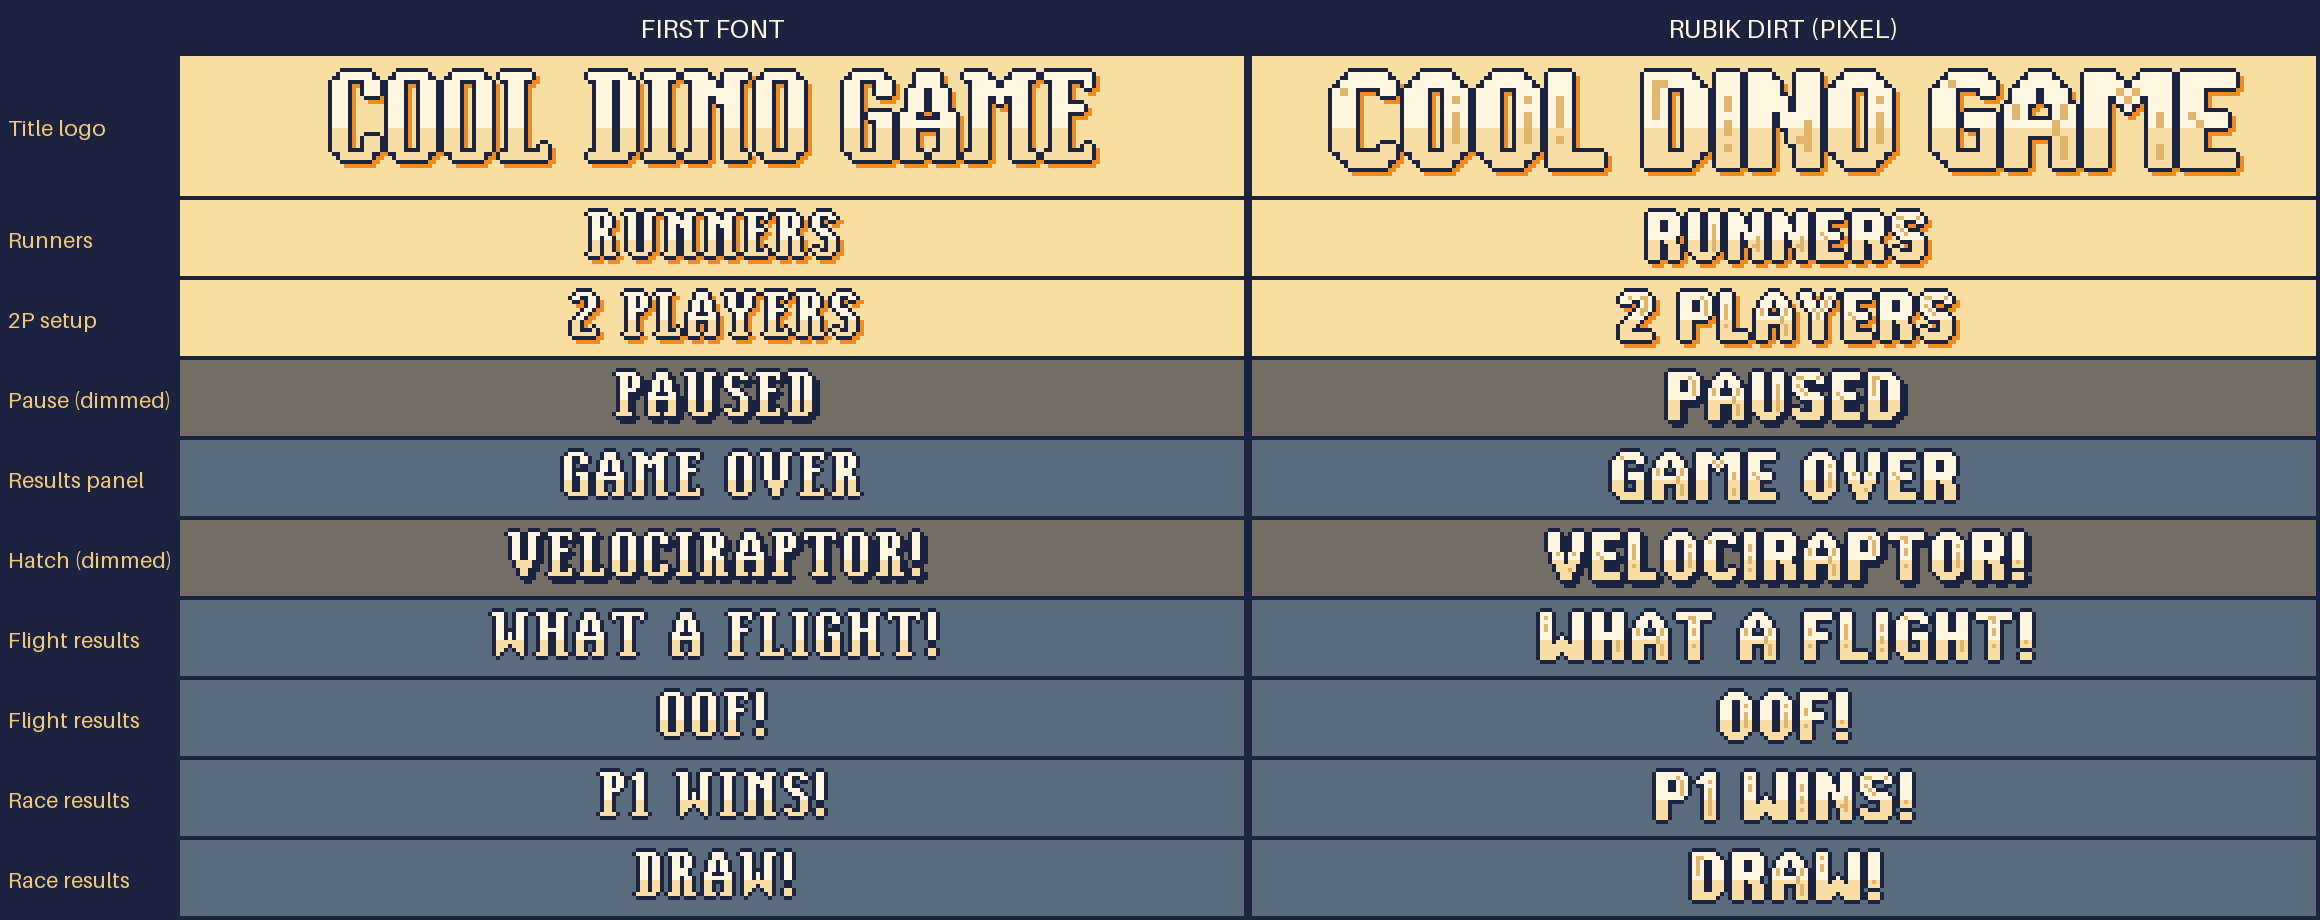 FIRST FONT RUBIK DIRT (PIXEL)
Title logo COOL DINO GAME COOL DINO GAME
Runners RUNNERS RUNNERS
2P setup 2 PLAYERS 2 PLAYERS
Pause (dimmed) PAUSED PAUSED
Results panel GAME OVER GAME OVER
Hatch (dimmed) VELOCIRAPTOR! VELOCIRAPTOR!
Flight results WHAT A FLIGHT! WHAT A FLIGHT!
Flight results OOF! OOF!
Race results P1 WINS! P1 WINS!
Race results DRAW! DRAW!